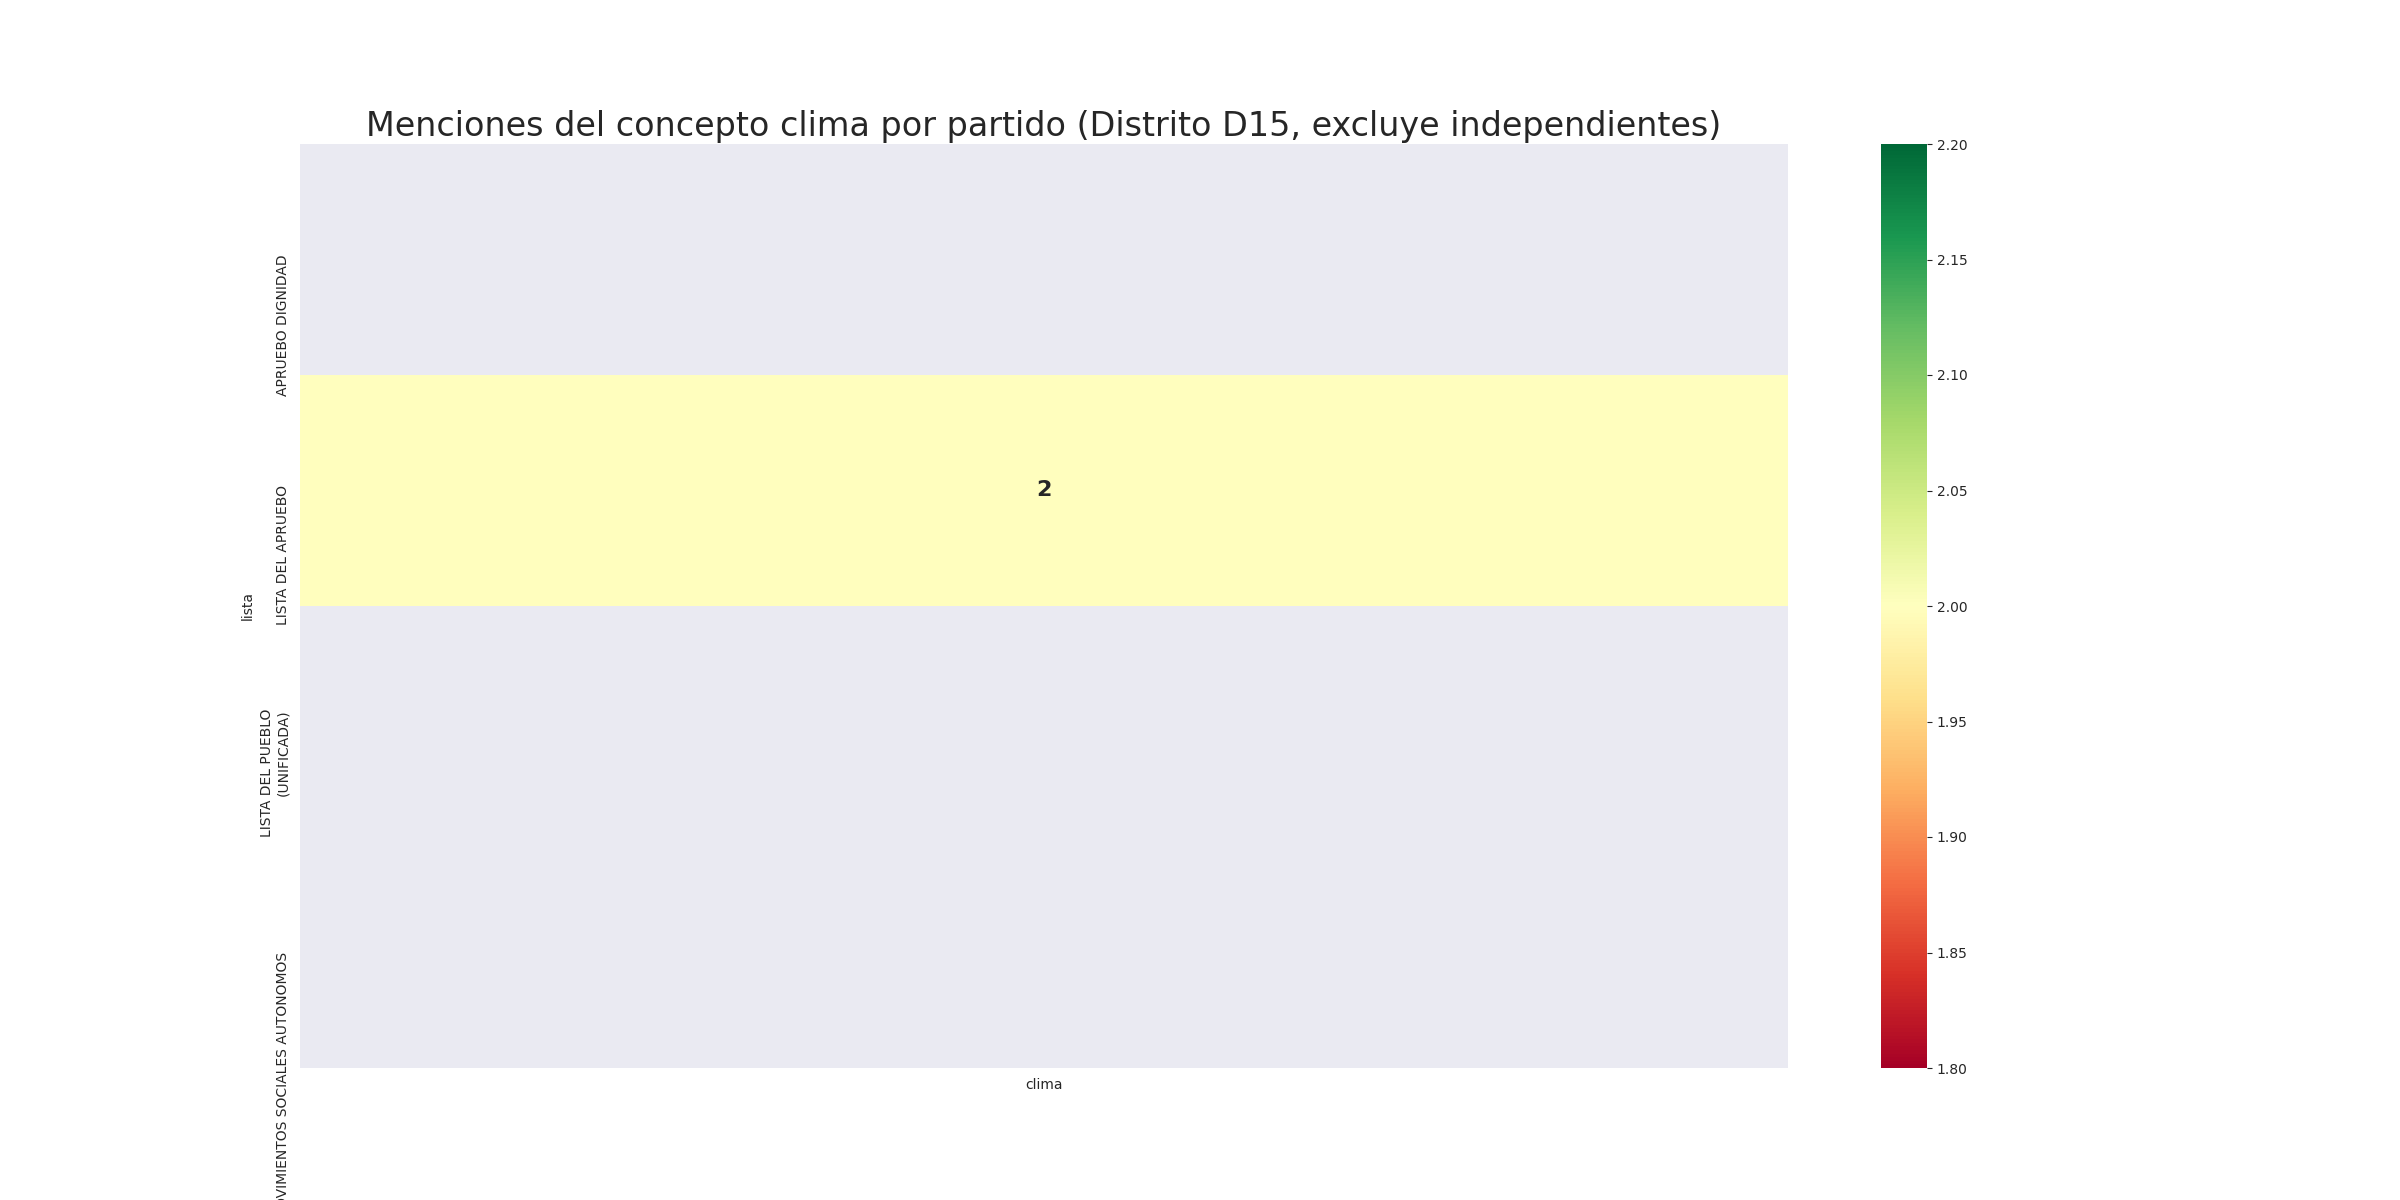 Menciones del concepto clima por partido (Distrito D15, excluye independientes)
lista
APRUEBO DIGNIDAD
LISTA DEL APRUEBO
LISTA DEL PUEBLO
(UNIFICADA)
SOCIALES AUTONOMOS
2
clima
2.20
2.15
2.10
2.05
2.00
1.95
1.90
1.85
1.80